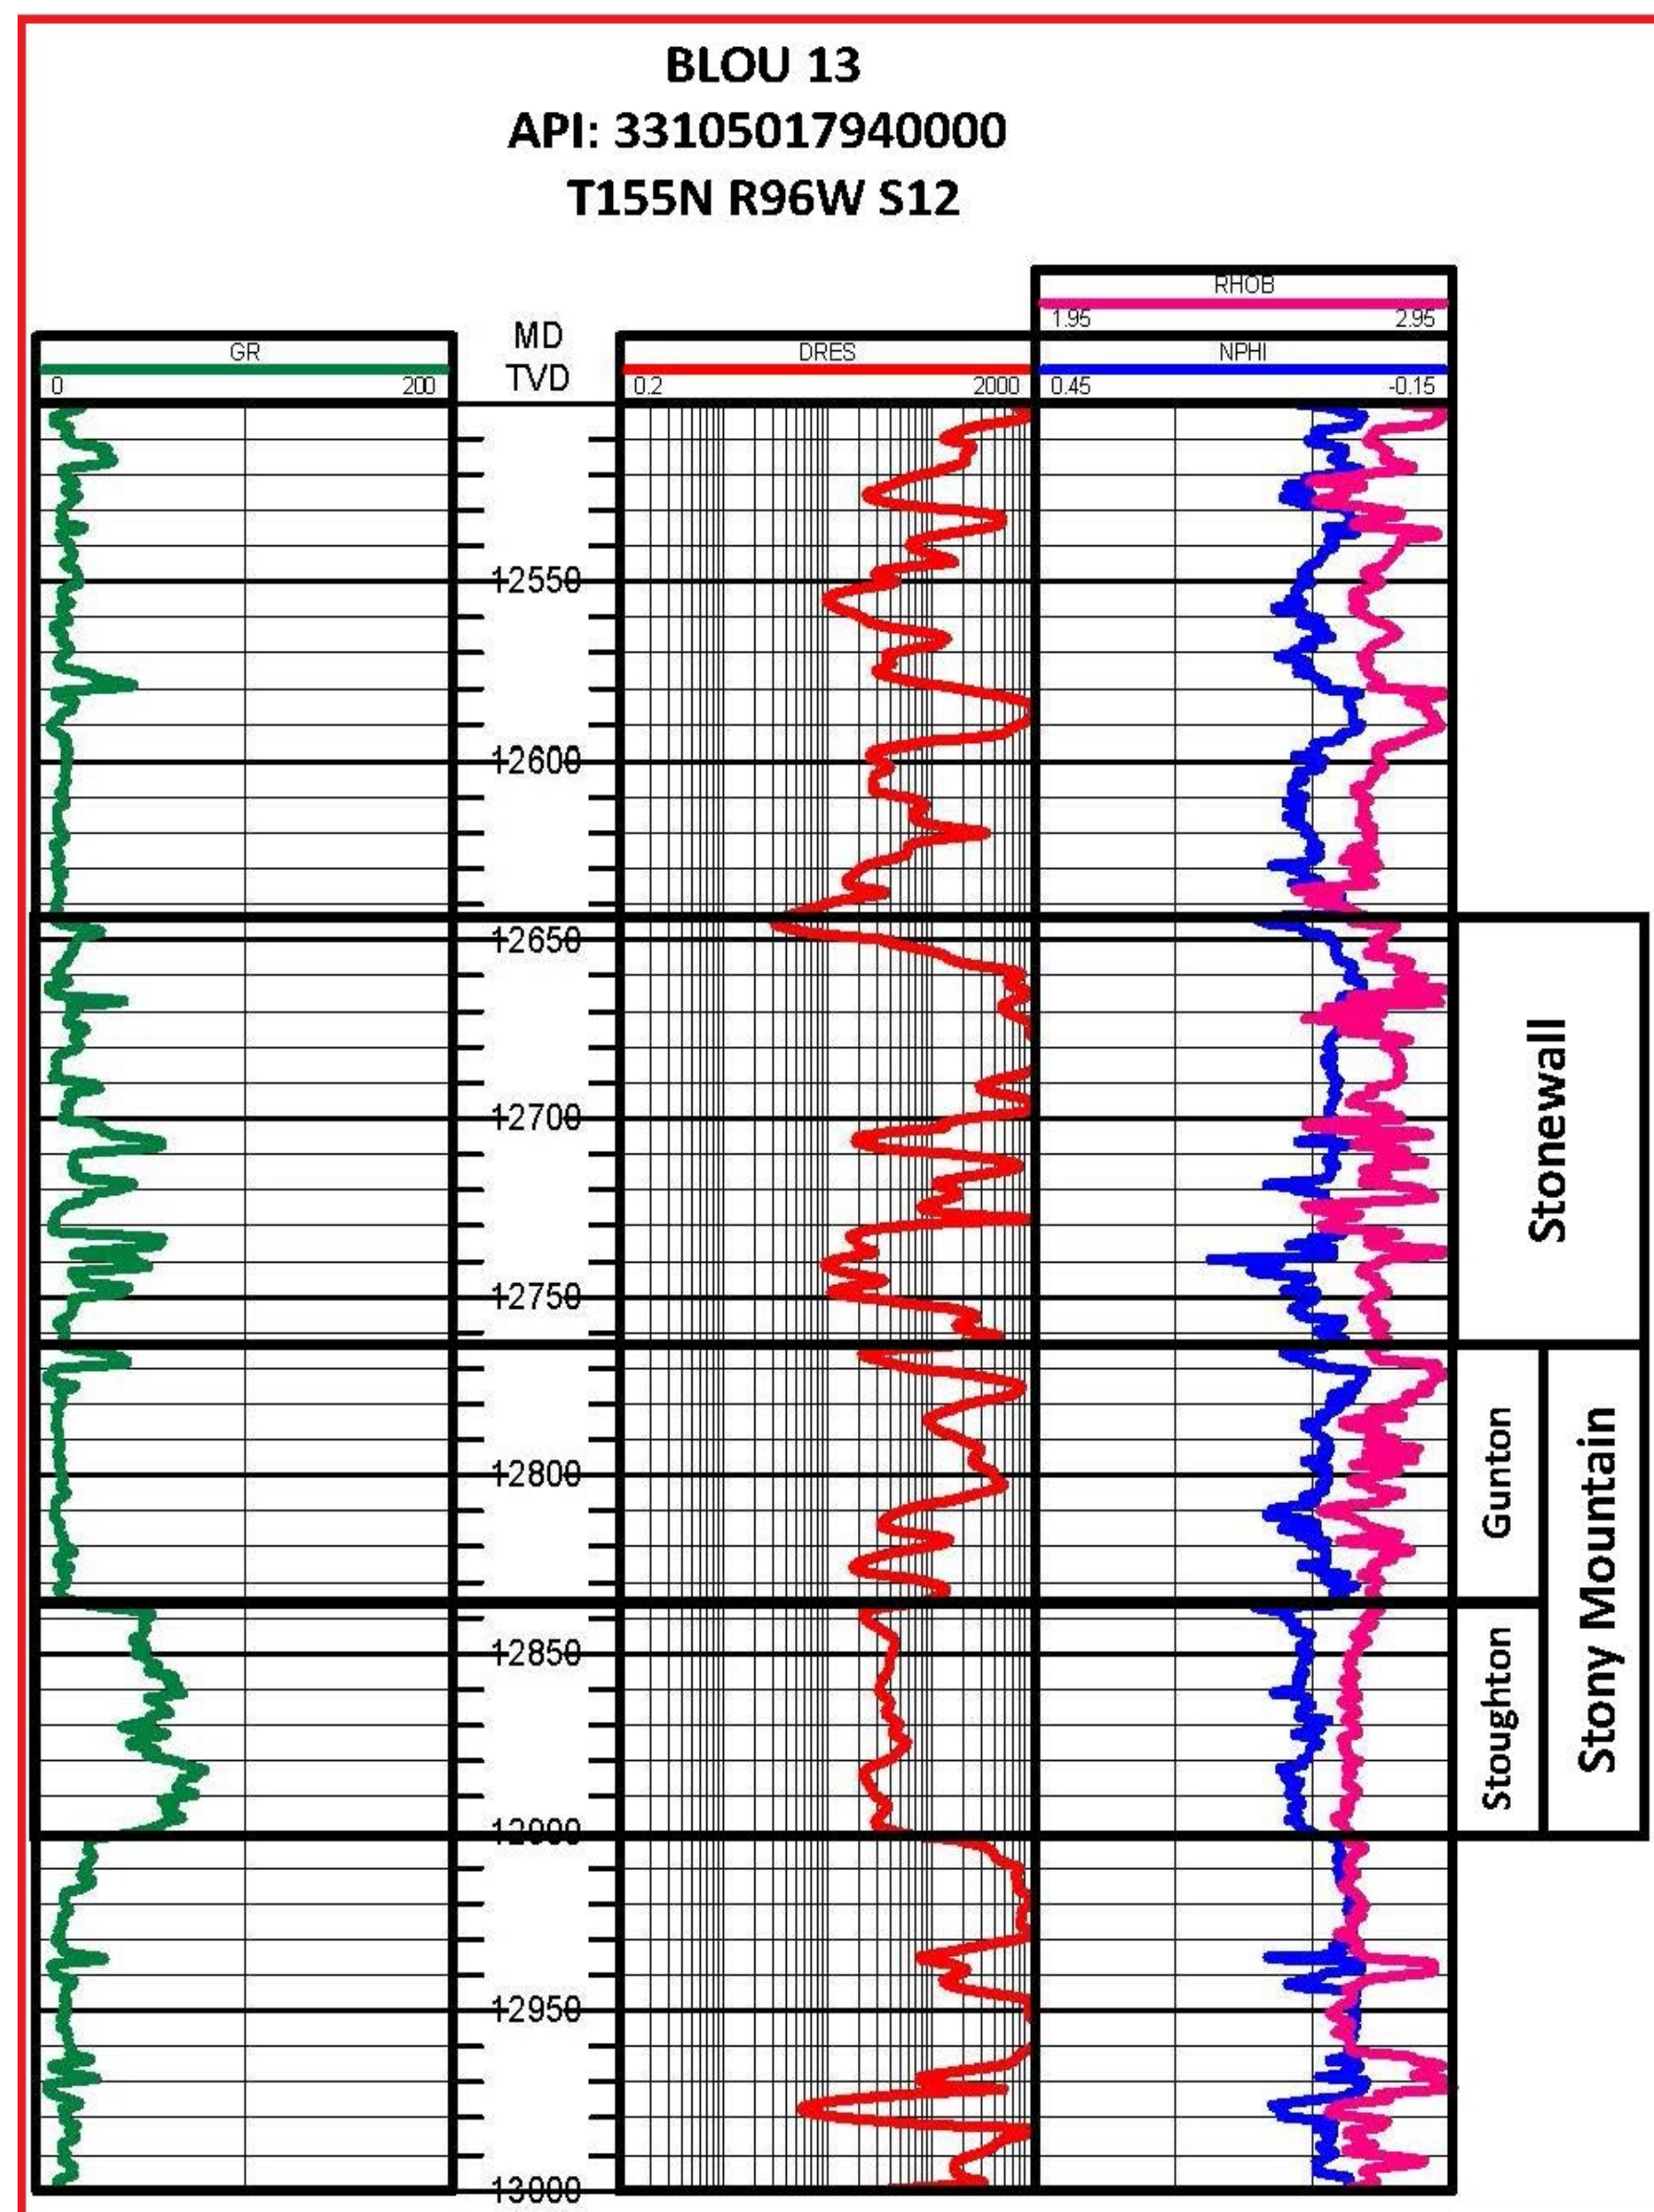 BLOU 13
API: 33105017940000
T155N R96W S12
RHOB
1.95 2.95
GR
0 200
MD
TVD
DRES
0.2 2000
NPHI
0.45 -0.15
12550
12600
12650
12700
12750
12800
12850
12900
12950
13000
Stonewall
Gunton
Stoughton
Stony Mountain